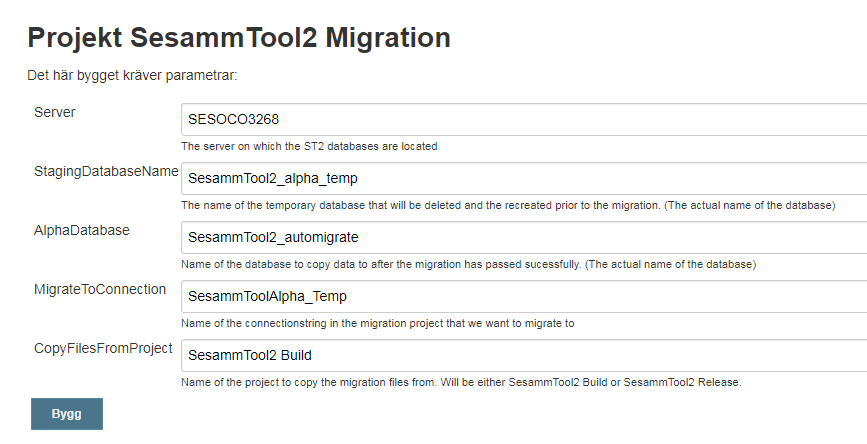 Projekt SesammTool2 Migration
Det här bygget kräver parametrar:
Server
SESOCO3268
The server on which the ST2 databases are located
StagingDatabaseName
SesammTool2_alpha_temp
The name of the temporary database that will be deleted and the recreated prior to the migration. (The actual name of the database)
AlphaDatabase
SesammTool2_automigrate
Name of the database to copy data to after the migration has passed sucessfully. (The actual name of the database)
MigrateToConnection
SesammToolAlpha_Temp
Name of the connectionstring in the migration project that we want to migrate to
CopyFilesFromProject
SesammTool2 Build
Name of the project to copy the migration files from. Will be either SesammTool2 Build or SesammTool2 Release.
Bygg